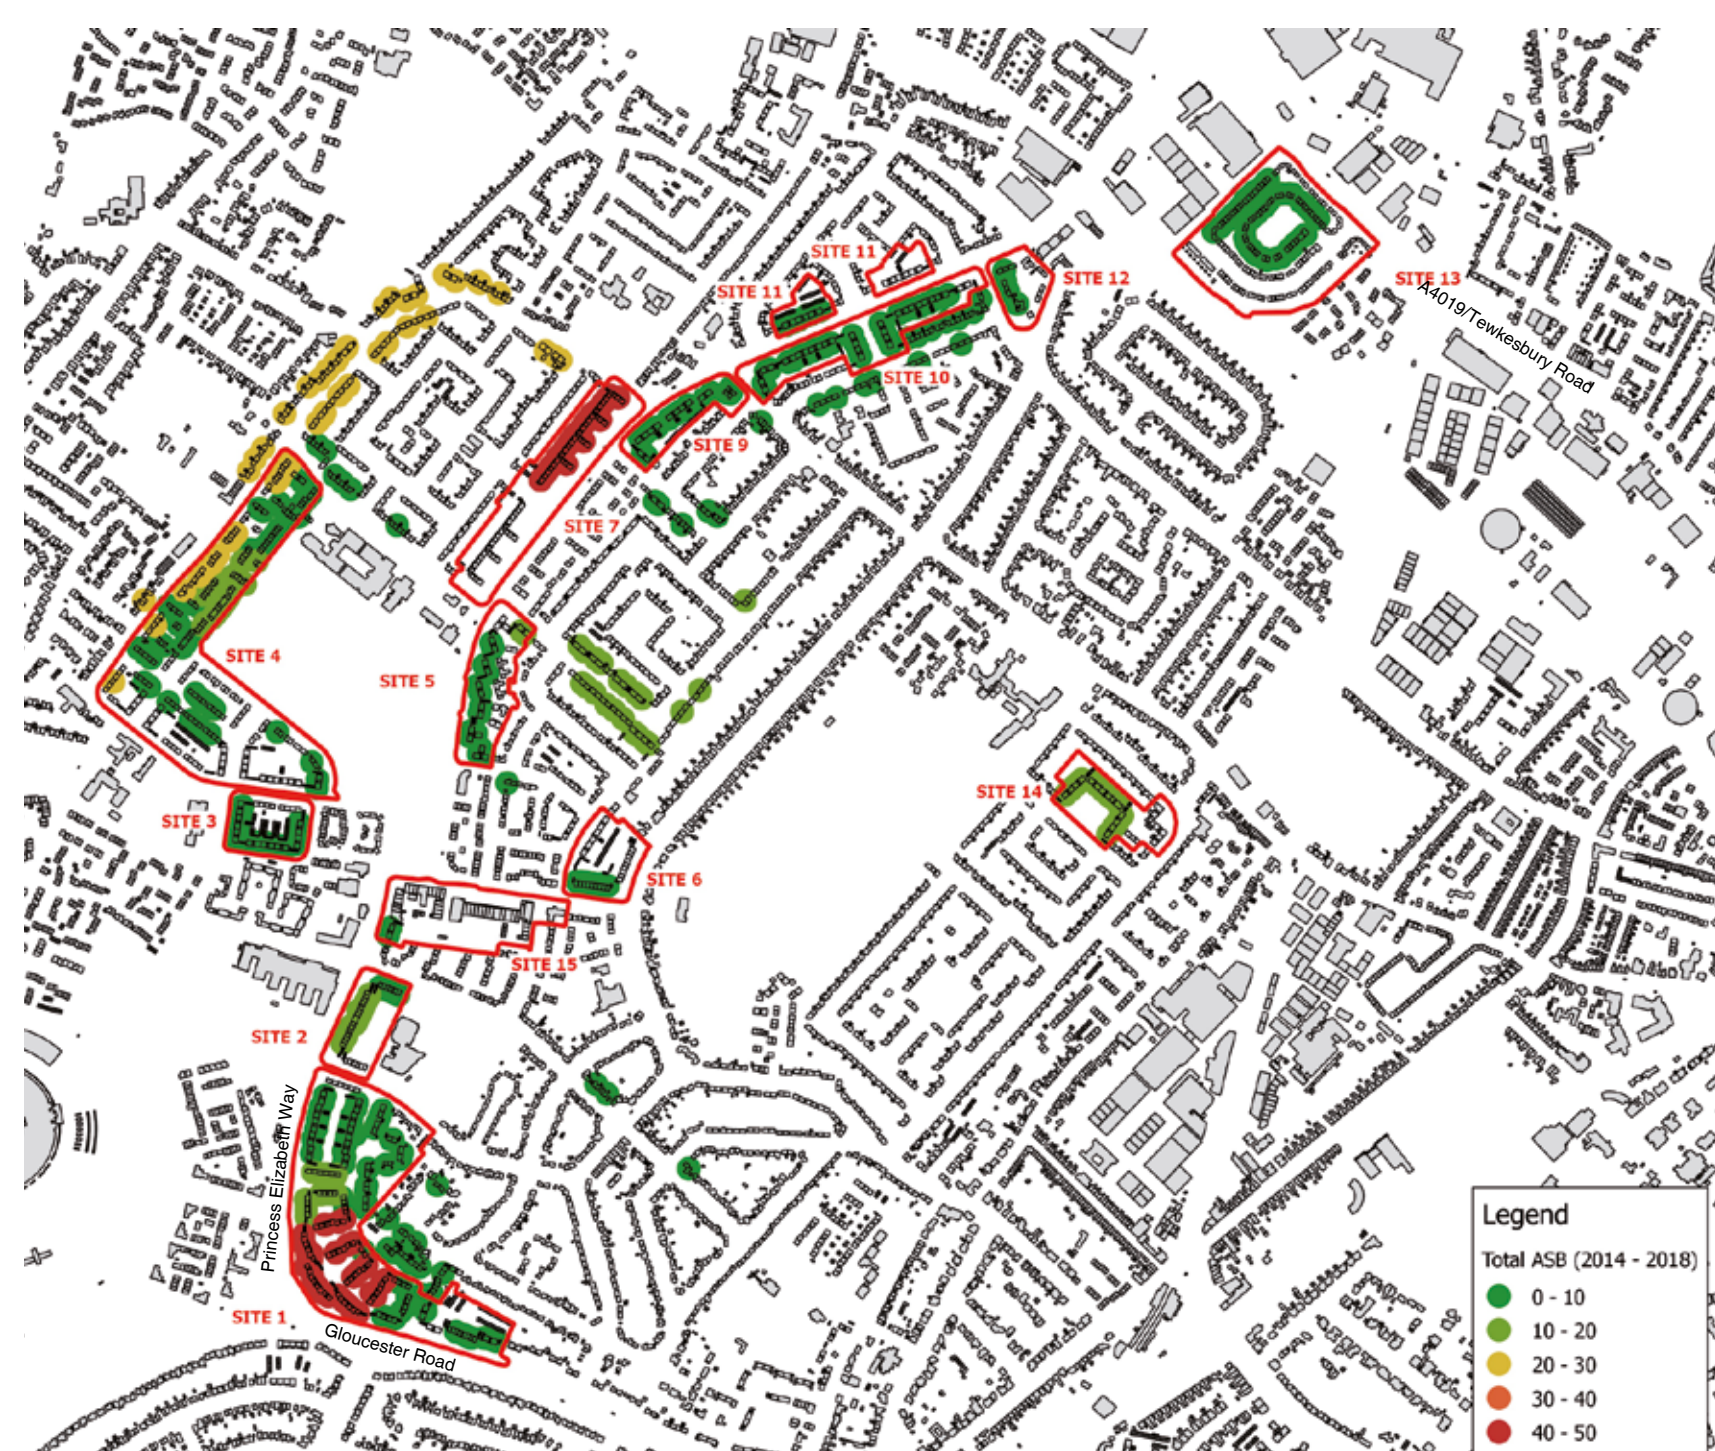 SITE 11
SITE 11
SITE 12
SITE 13
A4019/Tewkesbury Road
SITE 10
SITE 9
SITE 7
SITE 4
SITE 5
SITE 14
SITE 3
SITE 6
SITE 15
SITE 2
Princess Elizabeth Way
SITE 1
Gloucester Road
Legend
Total ASB (2014 - 2018)
0 - 10
10 - 20
20 - 30
30 - 40
40 - 50